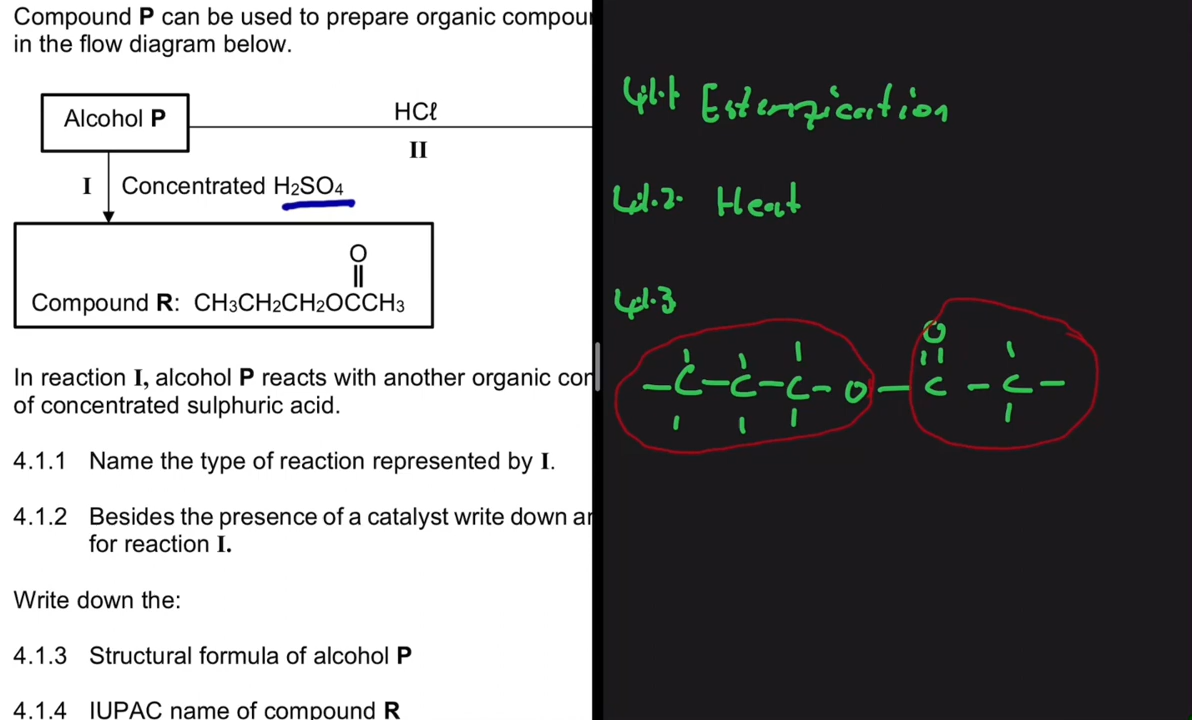 Compound P can be used to prepare organic compou
in the flow diagram below.
Alcohol P
HCℓ
II
I
Concentrated H₂SO₄
O
||
Compound R: CH₃CH₂CH₂OCCH₃
In reaction I, alcohol P reacts with another organic cor
of concentrated sulphuric acid.
4.1.1 Name the type of reaction represented by I.
4.1.2 Besides the presence of a catalyst write down ar
for reaction I.
Write down the:
4.1.3 Structural formula of alcohol P
4.1.4 IUPAC name of compound R
4.1.1 Esterification
4.1.2. Heat
4.1.3
O
||
-C-C-C-O-C-C-